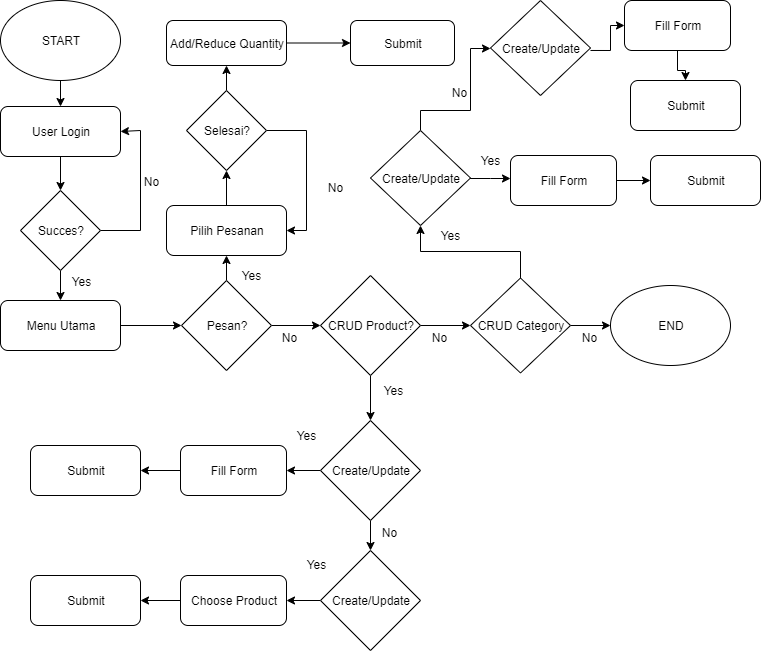 START
Add/Reduce Quantity
Submit
Create/Update
Fill Form
Submit
User Login
No
Selesai?
No
No
Create/Update
Yes
Fill Form
Submit
Succes?
Pilih Pesanan
Yes
Yes
Yes
Menu Utama
Pesan?
No
CRUD Product?
No
CRUD Category
No
END
Yes
Yes
Submit
Fill Form
Create/Update
No
Yes
Submit
Choose Product
Create/Update